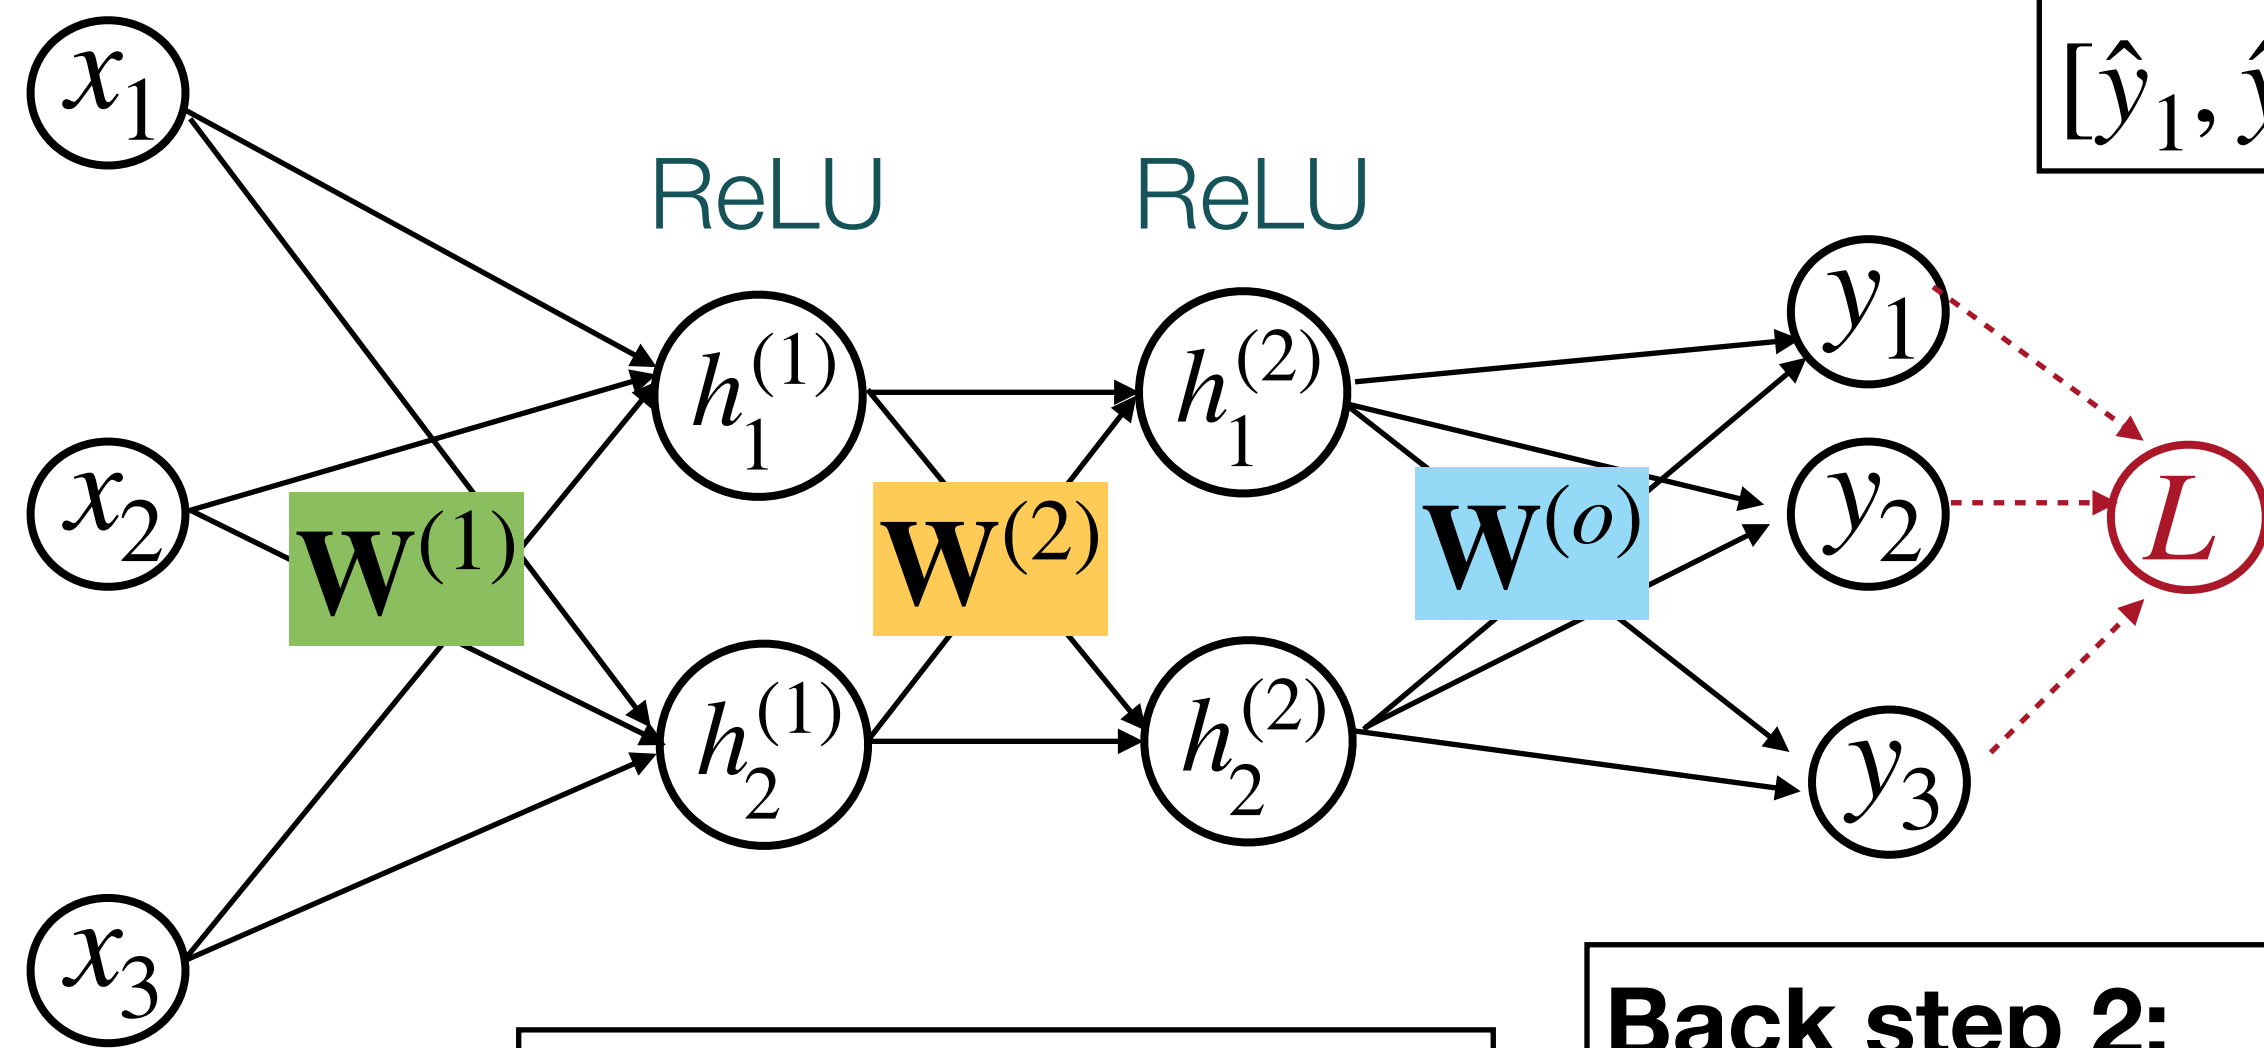 x₁
[ŷ₁, ŷ
ReLU
ReLU
y₁
h₁⁽¹⁾
h₁⁽²⁾
x₂
W⁽¹⁾
W⁽²⁾
W⁽ᵒ⁾
y₂
L
h₂⁽¹⁾
h₂⁽²⁾
y₃
x₃
Back step 2: